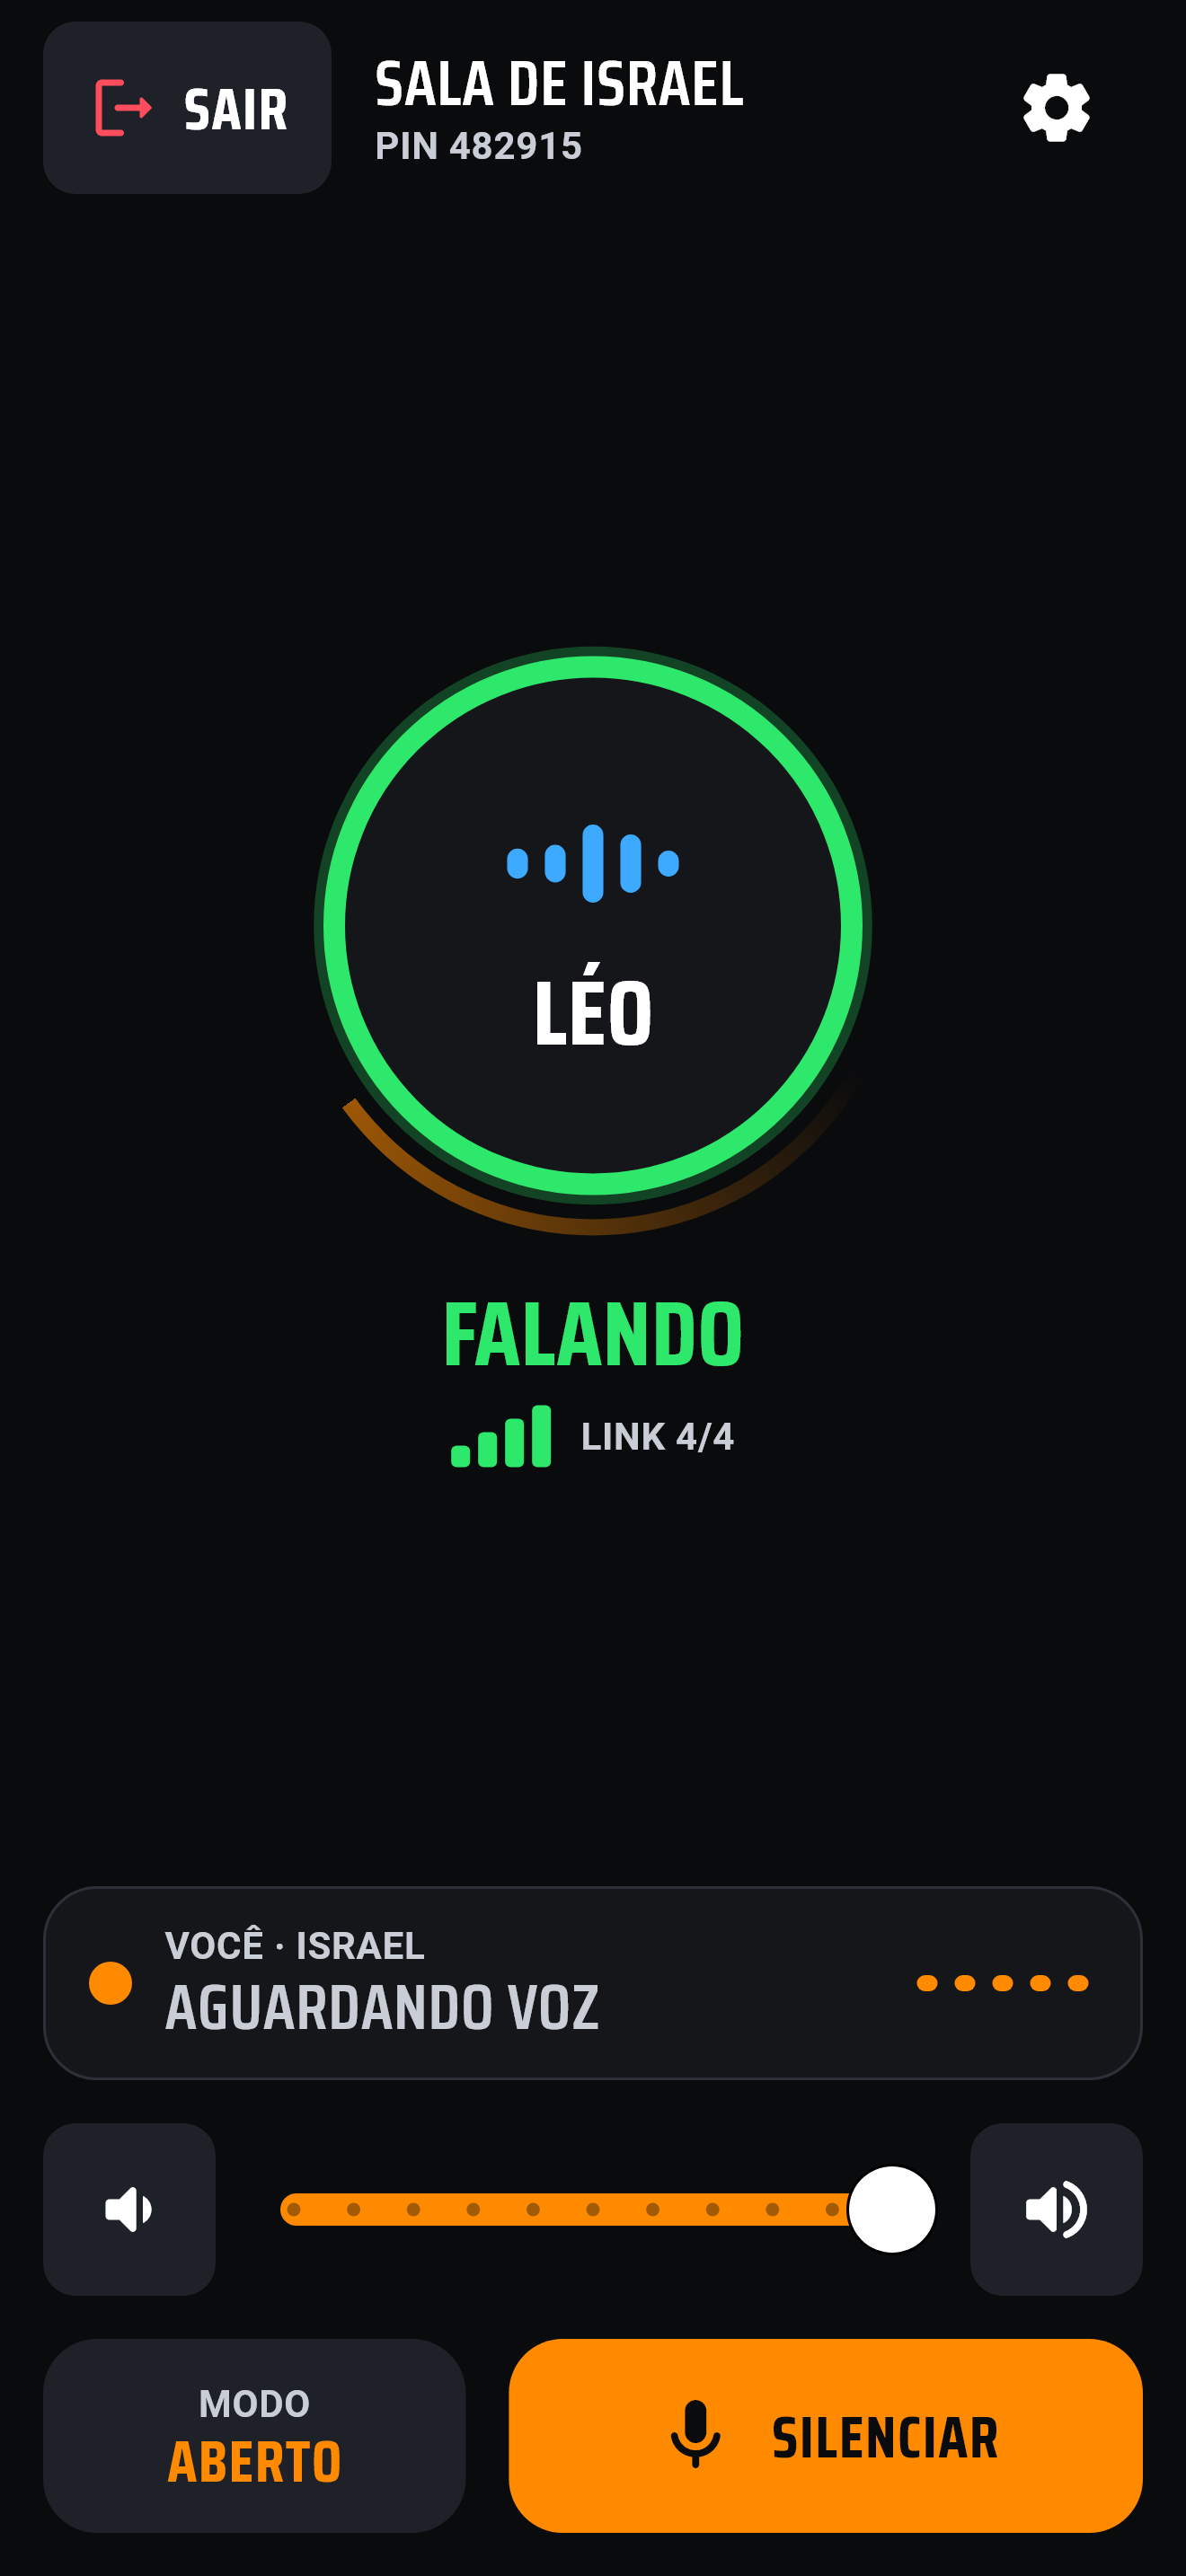 SAIR
SALA DE ISRAEL
PIN 482915
LÉO
FALANDO
LINK 4/4
VOCÊ · ISRAEL
AGUARDANDO VOZ
MODO
ABERTO
SILENCIAR